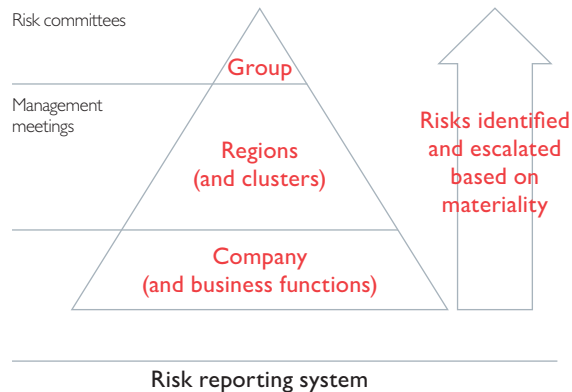 Risk committees
Group
Management
meetings
Regions
(and clusters)
Risks identified
and escalated
based on
materiality
Company
(and business functions)
Risk reporting system